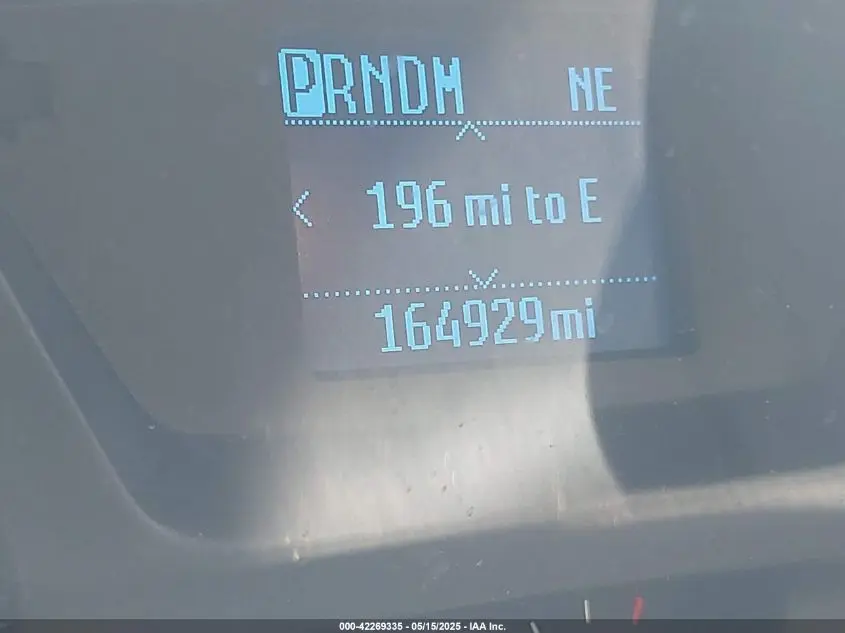 PRNDM NE
196 mi to E
164929mi
000-42269335 - 05/15/2025 - IAA Inc.